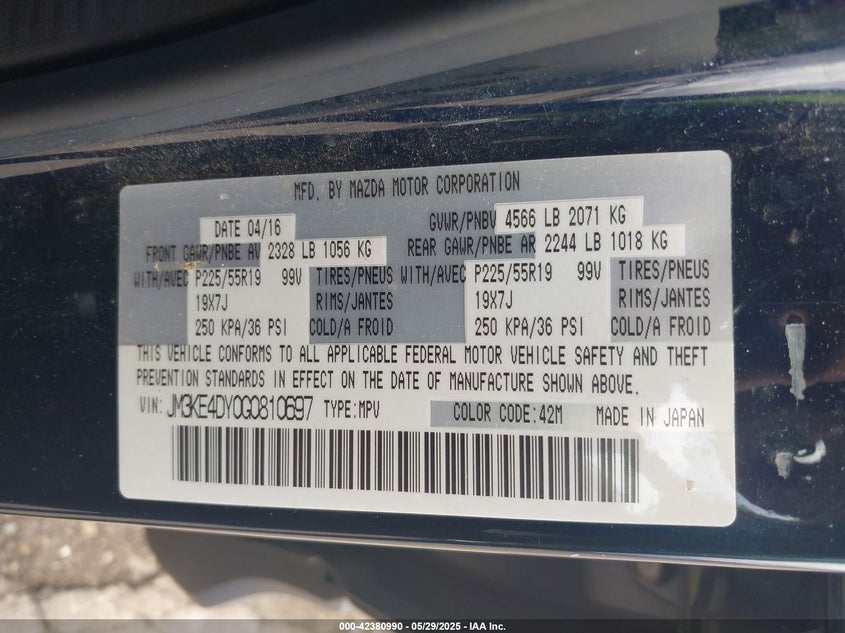 MFD. BY MAZDA MOTOR CORPORATION
DATE 04/16 GVWR/PNBV 4566 LB 2071 KG
FRONT GAWR/PNBE AV 2328 LB 1056 KG REAR GAWR/PNBE AR 2244 LB 1018 KG
WITH/AVEC P225/55R19 99V TIRES/PNEUS WITH/AVEC P225/55R19 99V TIRES/PNEUS
19X7J RIMS/JANTES 19X7J RIMS/JANTES
250 KPA/36 PSI COLD/A FROID 250 KPA/36 PSI COLD/A FROID
THIS VEHICLE CONFORMS TO ALL APPLICABLE FEDERAL MOTOR VEHICLE SAFETY AND THEFT
PREVENTION STANDARDS IN EFFECT ON THE DATE OF MANUFACTURE SHOWN ABOVE.
VIN: JM3KE4DY0G0810697 TYPE:MPV COLOR CODE:42M MADE IN JAPAN
000-42380990 — 05/29/2025 — IAA Inc.